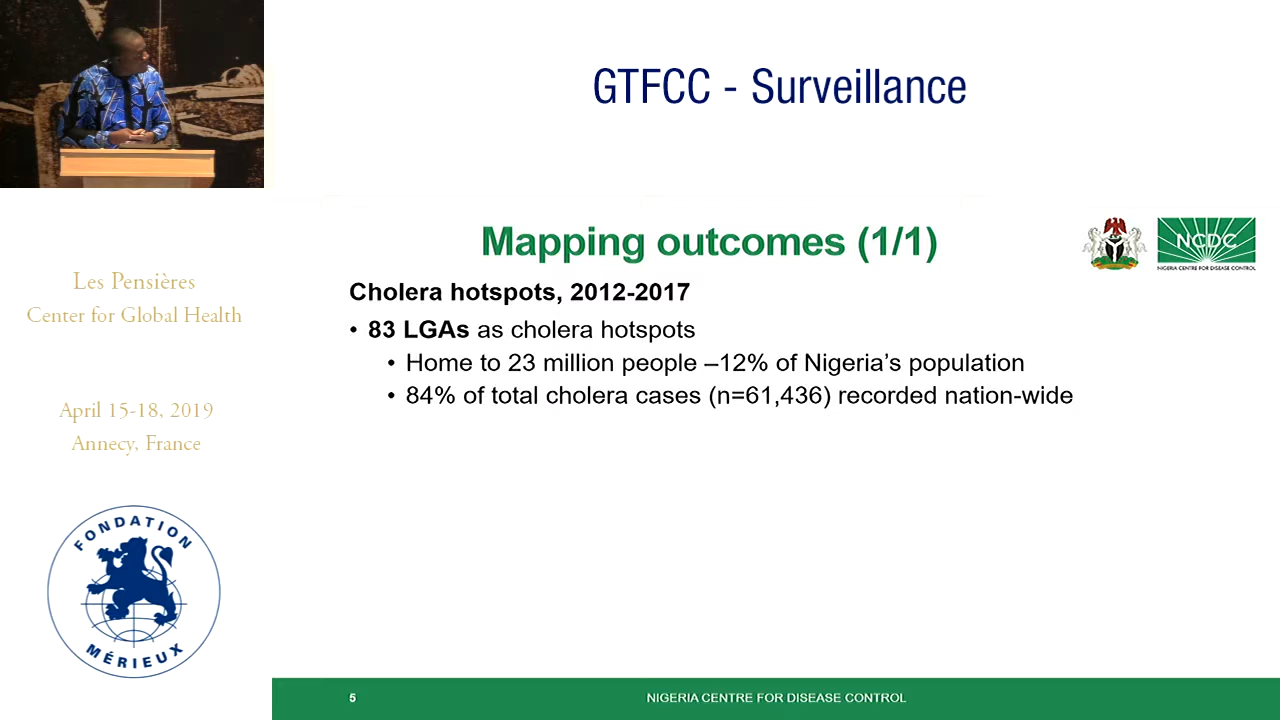 GTFCC - Surveillance
Mapping outcomes (1/1)
NCDC
NIGERIA CENTRE FOR DISEASE CONTROL
Cholera hotspots, 2012-2017
• 83 LGAs as cholera hotspots
• Home to 23 million people –12% of Nigeria’s population
• 84% of total cholera cases (n=61,436) recorded nation-wide
Les Pensières
Center for Global Health
April 15-18, 2019
Annecy, France
FONDATION
MÉRIEUX
5
NIGERIA CENTRE FOR DISEASE CONTROL